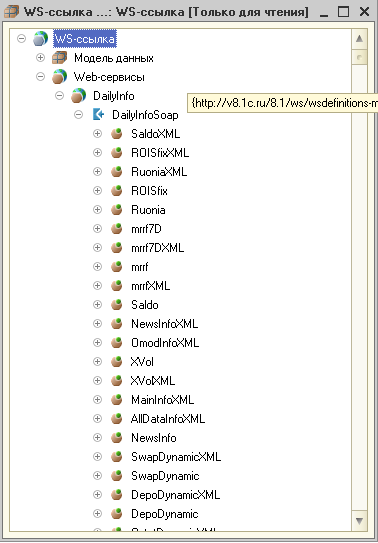 WS-ссылка ...: WS-ссылка [Только для чтения]
WS-ссылка
Модель данных
Web-сервисы
DailyInfo
{http://v8.1c.ru/8.1/ws/wsdefinitions-m
DailyInfoSoap
SaldoXML
ROISfixXML
RuoniaXML
ROISfix
Ruonia
mrrf7D
mrrf7DXML
mrrf
mrrfXML
Saldo
NewsInfoXML
OmodInfoXML
XVol
XVolXML
MainInfoXML
AllDataInfoXML
NewsInfo
SwapDynamicXML
SwapDynamic
DepoDynamicXML
DepoDynamic